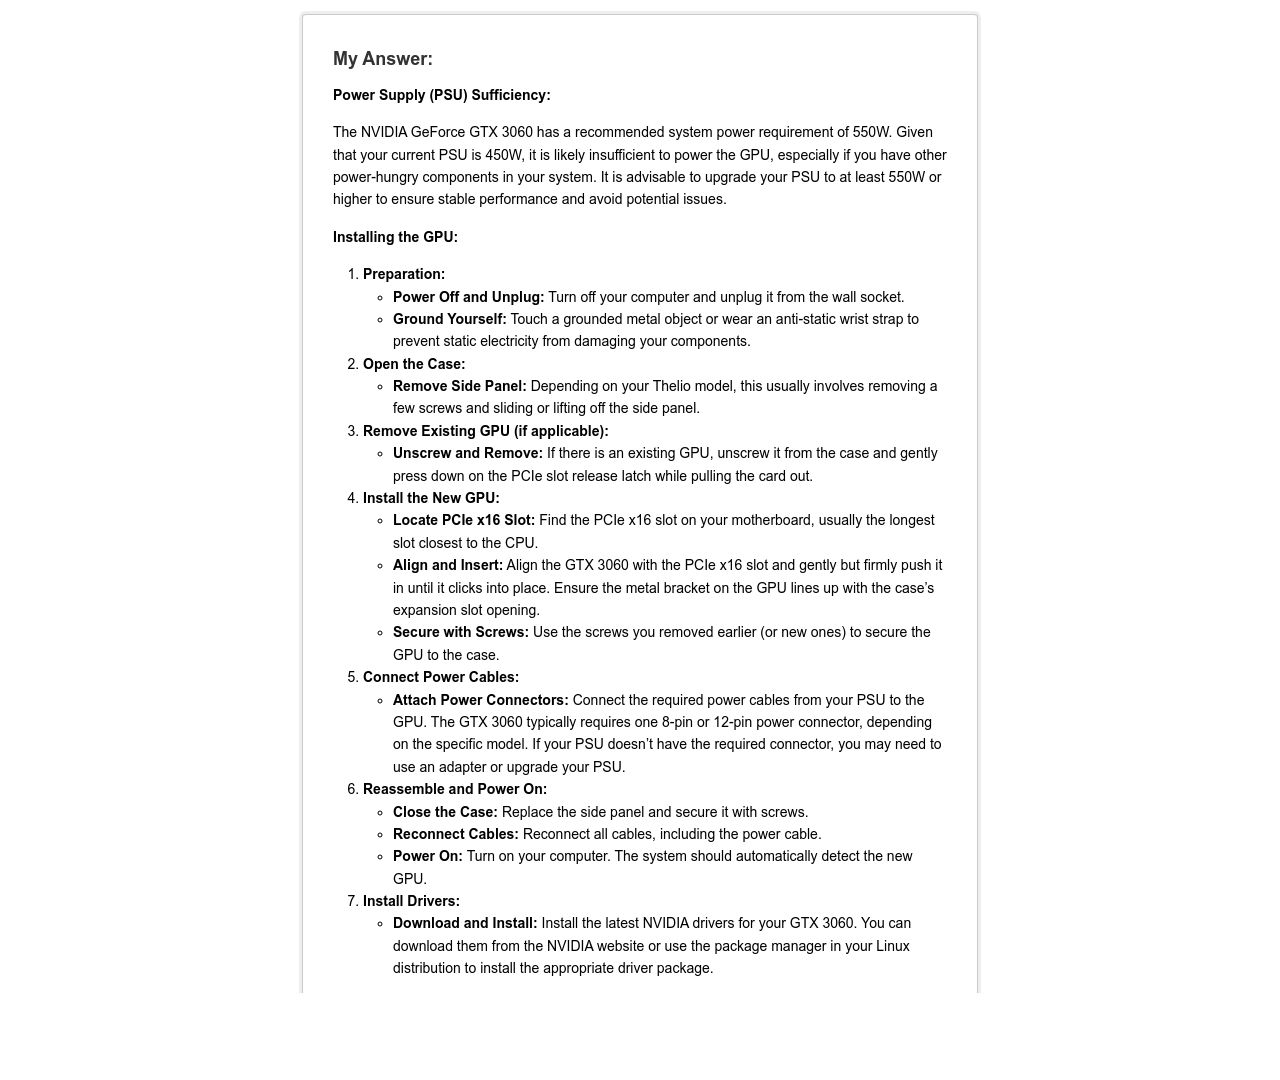 My Answer:
Power Supply (PSU) Sufficiency:
The NVIDIA GeForce GTX 3060 has a recommended system power requirement of 550W. Given
that your current PSU is 450W, it is likely insufficient to power the GPU, especially if you have other
power-hungry components in your system. It is advisable to upgrade your PSU to at least 550W or
higher to ensure stable performance and avoid potential issues.
Installing the GPU:
1. Preparation:
◦ Power Off and Unplug: Turn off your computer and unplug it from the wall socket.
◦ Ground Yourself: Touch a grounded metal object or wear an anti-static wrist strap to
prevent static electricity from damaging your components.
2. Open the Case:
◦ Remove Side Panel: Depending on your Thelio model, this usually involves removing a
few screws and sliding or lifting off the side panel.
3. Remove Existing GPU (if applicable):
◦ Unscrew and Remove: If there is an existing GPU, unscrew it from the case and gently
press down on the PCIe slot release latch while pulling the card out.
4. Install the New GPU:
◦ Locate PCIe x16 Slot: Find the PCIe x16 slot on your motherboard, usually the longest
slot closest to the CPU.
◦ Align and Insert: Align the GTX 3060 with the PCIe x16 slot and gently but firmly push it
in until it clicks into place. Ensure the metal bracket on the GPU lines up with the case’s
expansion slot opening.
◦ Secure with Screws: Use the screws you removed earlier (or new ones) to secure the
GPU to the case.
5. Connect Power Cables:
◦ Attach Power Connectors: Connect the required power cables from your PSU to the
GPU. The GTX 3060 typically requires one 8-pin or 12-pin power connector, depending
on the specific model. If your PSU doesn’t have the required connector, you may need to
use an adapter or upgrade your PSU.
6. Reassemble and Power On:
◦ Close the Case: Replace the side panel and secure it with screws.
◦ Reconnect Cables: Reconnect all cables, including the power cable.
◦ Power On: Turn on your computer. The system should automatically detect the new
GPU.
7. Install Drivers:
◦ Download and Install: Install the latest NVIDIA drivers for your GTX 3060. You can
download them from the NVIDIA website or use the package manager in your Linux
distribution to install the appropriate driver package.